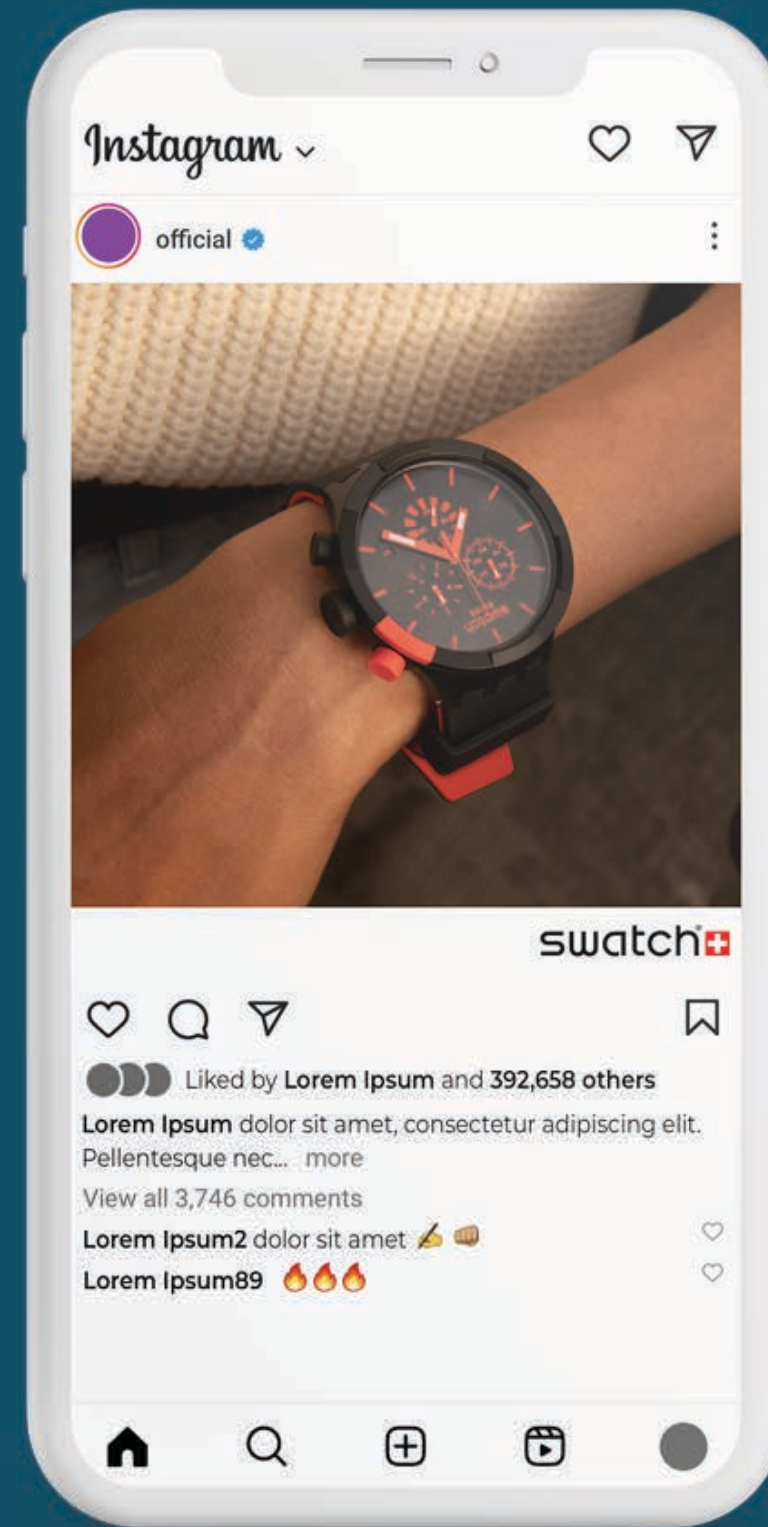 Instagram
official
swatch
swatch
Liked by Lorem Ipsum and 392,658 others
Lorem Ipsum dolor sit amet, consectetur adipiscing elit.
Pellentesque nec... more
View all 3,746 comments
Lorem Ipsum2 dolor sit amet ✍️ 👊
Lorem Ipsum89 🔥🔥🔥